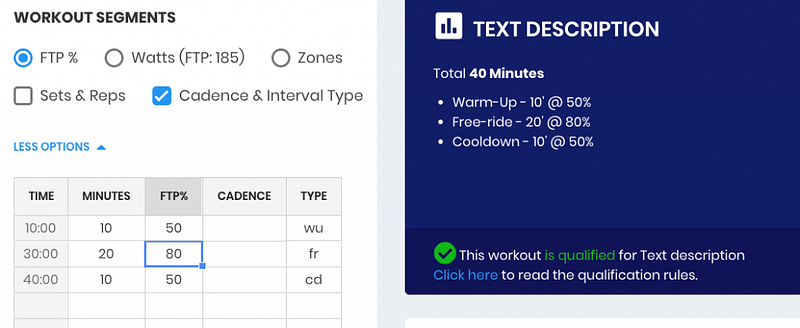 WORKOUT SEGMENTS
FTP % Watts (FTP: 185) Zones
Sets & Reps Cadence & Interval Type
LESS OPTIONS
TIME MINUTES FTP% CADENCE TYPE
10:00 10 50 wu
30:00 20 80 fr
40:00 10 50 cd
TEXT DESCRIPTION
Total 40 Minutes
• Warm-Up - 10' @ 50%
• Free-ride - 20' @ 80%
• Cooldown - 10' @ 50%
This workout is qualified for Text description
Click here to read the qualification rules.